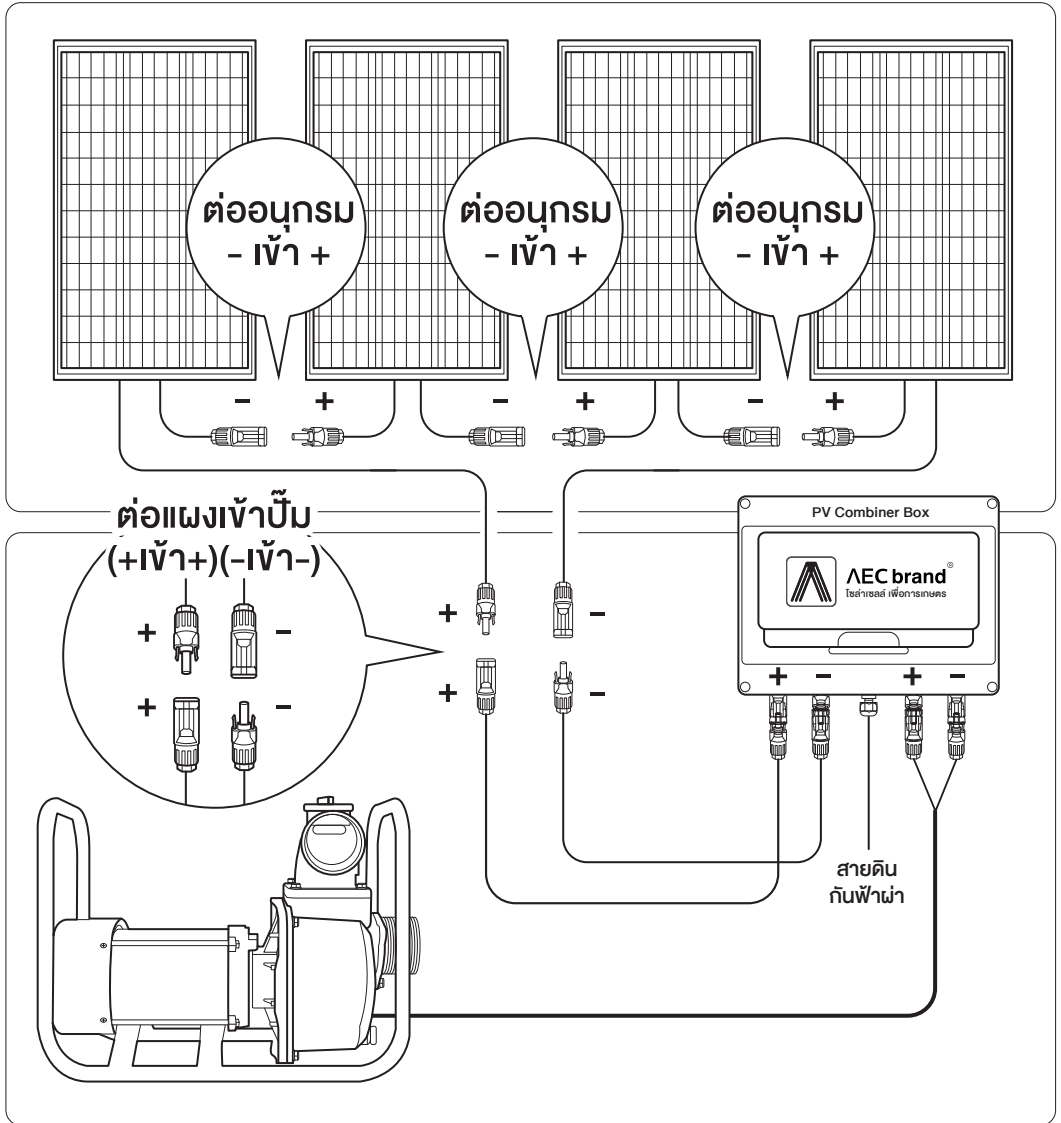 ต่ออนุกรม
- เข้า +
ต่ออนุกรม
- เข้า +
ต่ออนุกรม
- เข้า +
- +
- +
- +
ต่อแผงเข้าปั๊ม
(+เข้า+)(-เข้า-)
+ -
+ -
+ -
+ -
PV Combiner Box
AEC brand®
โซล่าเซลล์ เพื่อการเกษตร
+ - + -
สายดิน
กันฟ้าผ่า